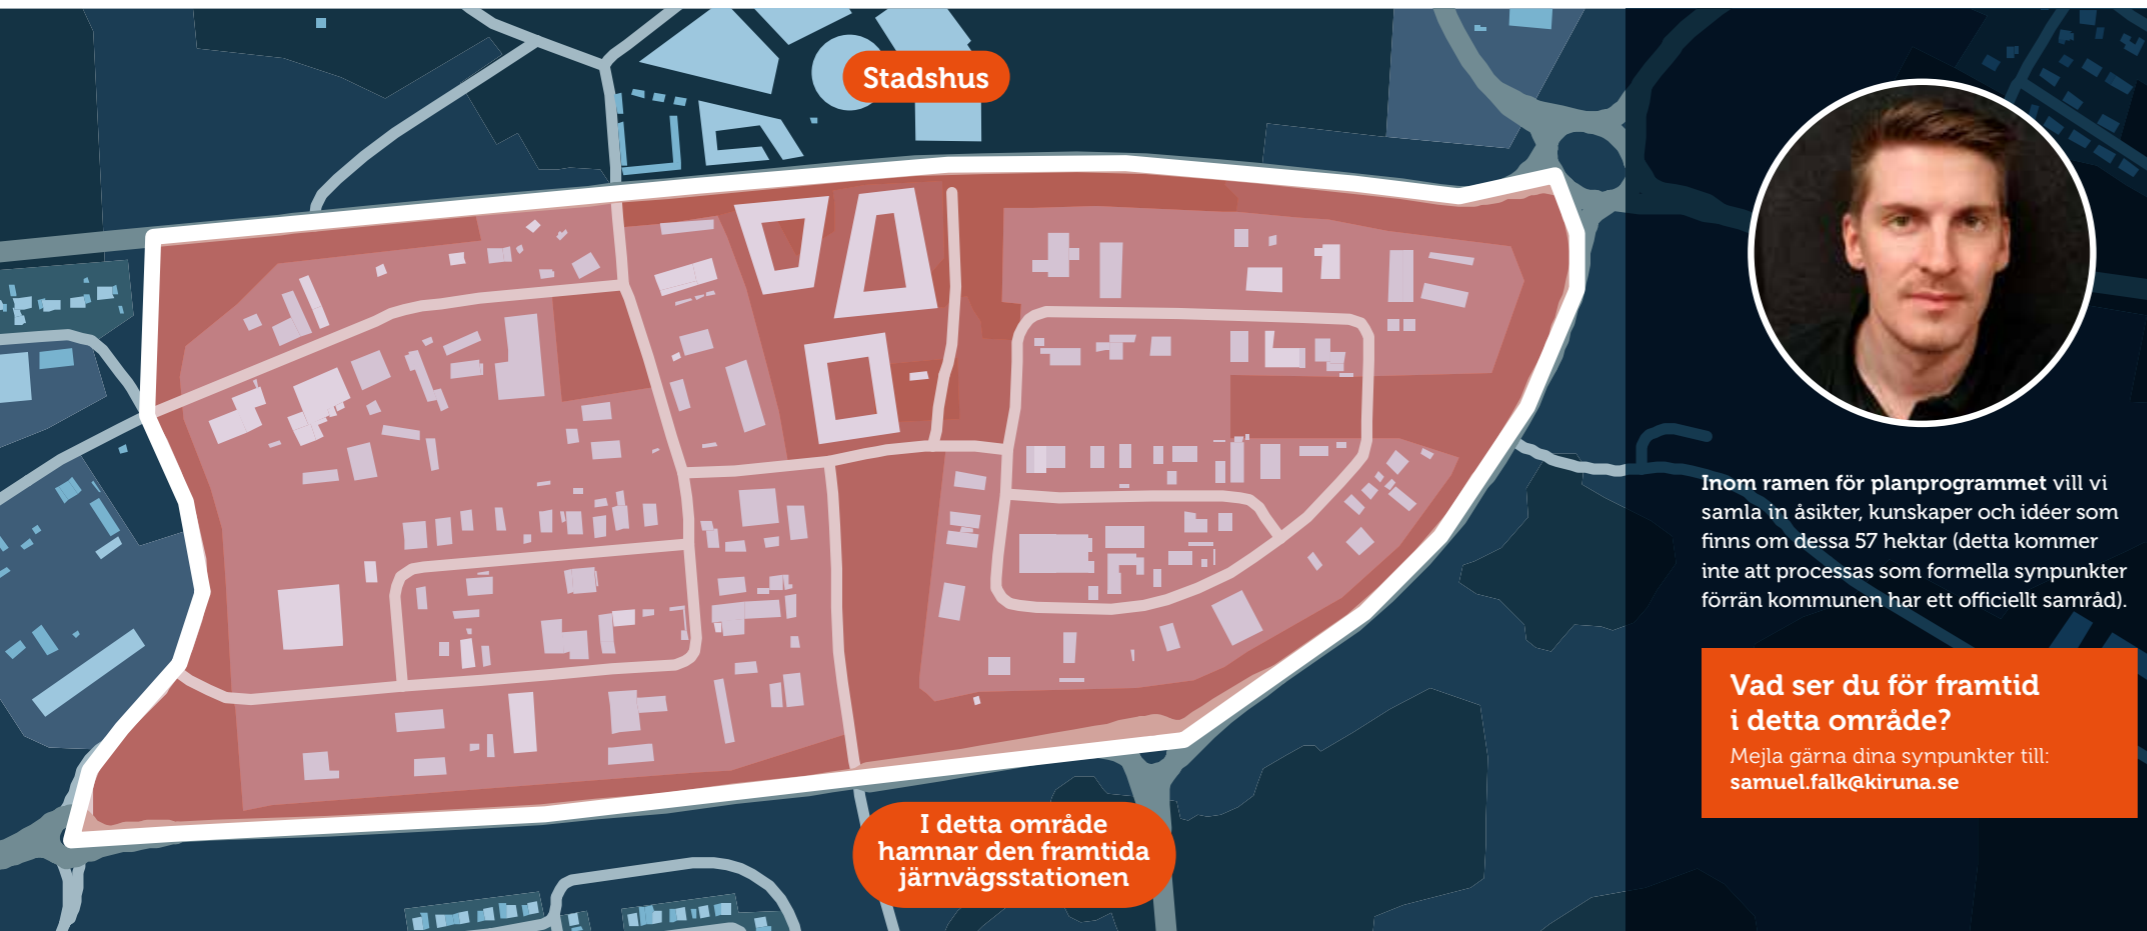 Stadshus
I detta område
hamnar den framtida
järnvägsstationen
Inom ramen för planprogrammet vill vi
samla in åsikter, kunskaper och idéer som
finns om dessa 57 hektar (detta kommer
inte att processas som formella synpunkter
förrän kommunen har ett officiellt samråd).
Vad ser du för framtid
i detta område?
Mejla gärna dina synpunkter till:
samuel.falk@kiruna.se